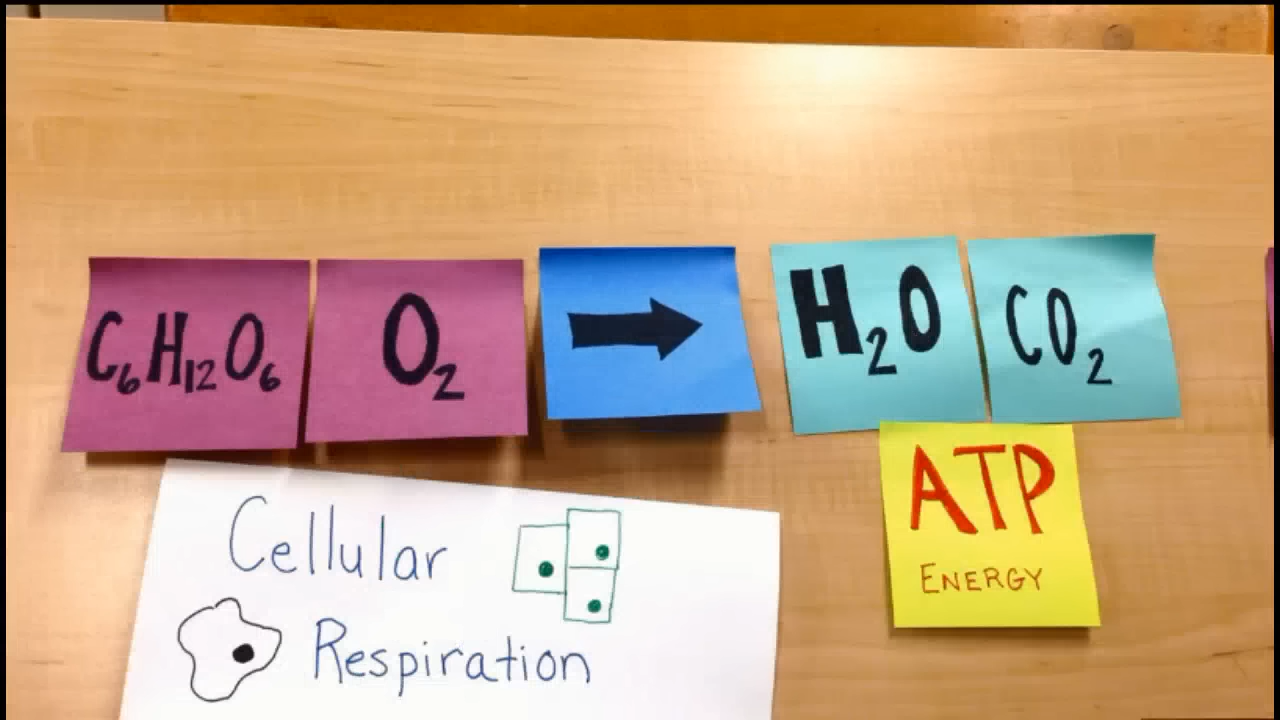 C₆H₁₂O₆ O₂ → H₂O CO₂
ATP
ENERGY
Cellular
Respiration